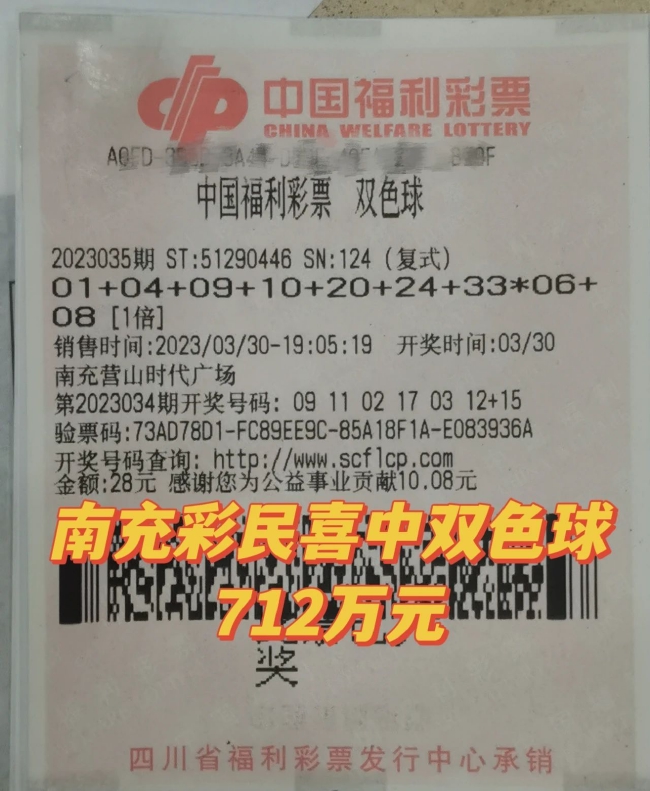 中国福利彩票
CHINA WELFARE LOTTERY
中国福利彩票 双色球
2023035期 ST:51290446 SN:124 (复式)
01+04+09+10+20+24+33*06+
08 [1倍]
销售时间:2023/03/30-19:05:19 开奖时间:03/30
南充营山时代广场
第2023034期开奖号码: 09 11 02 17 03 12+15
验票码:73AD78D1-FC89EE9C-85A18F1A-E083936A
开奖号码查询: http://www.scflcp.com
金额:28元 感谢您为公益事业贡献10.08元
南充彩民喜中双色球
712万元
奖
四川省福利彩票发行中心承销